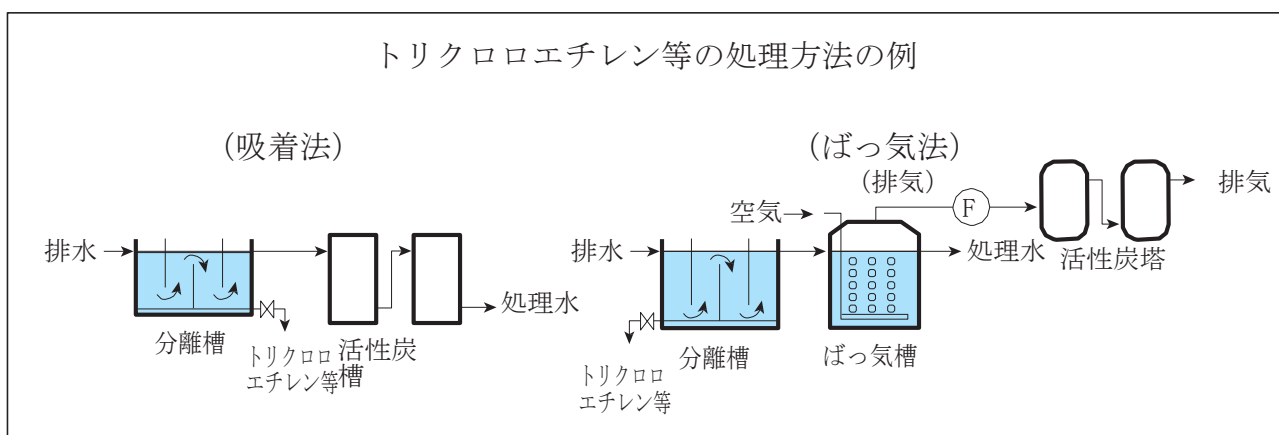 トリクロロエチレン等の処理方法の例
(吸着法)
排水
分離槽
トリクロロ
エチレン等
活性炭
槽
処理水
(ばっ気法)
(排気)
空気
F
排気
排水
処理水
活性炭塔
分離槽
ばっ気槽
トリクロロ
エチレン等